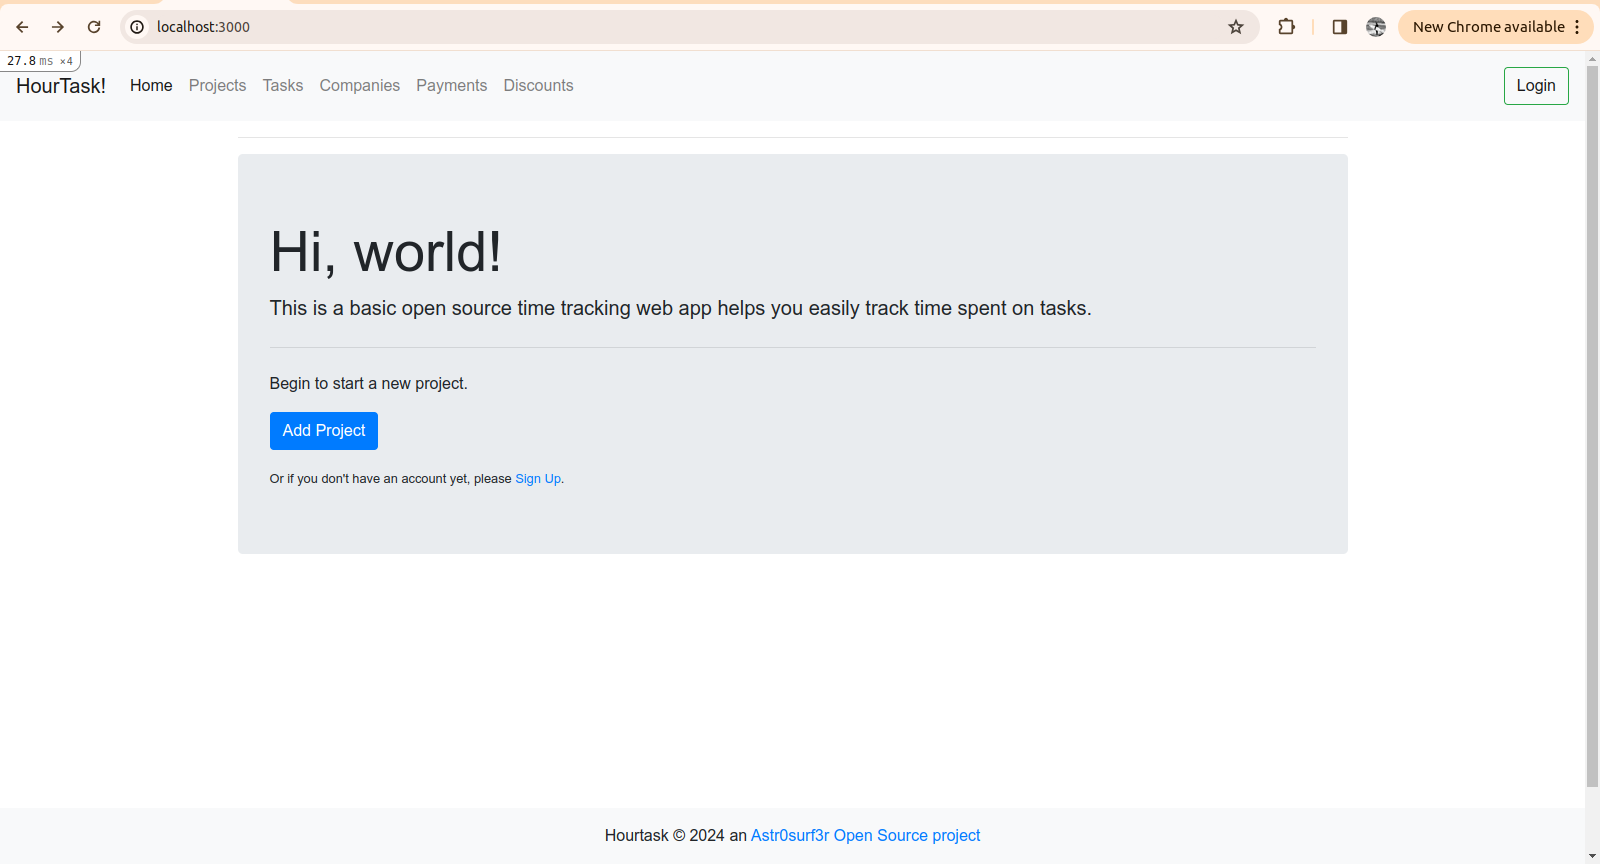 localhost:3000
New Chrome available
27.8 ms ×4
HourTask! Home Projects Tasks Companies Payments Discounts Login
Hi, world!
This is a basic open source time tracking web app helps you easily track time spent on tasks.
Begin to start a new project.
Add Project
Or if you don't have an account yet, please Sign Up.
Hourtask © 2024 an Astr0surf3r Open Source project